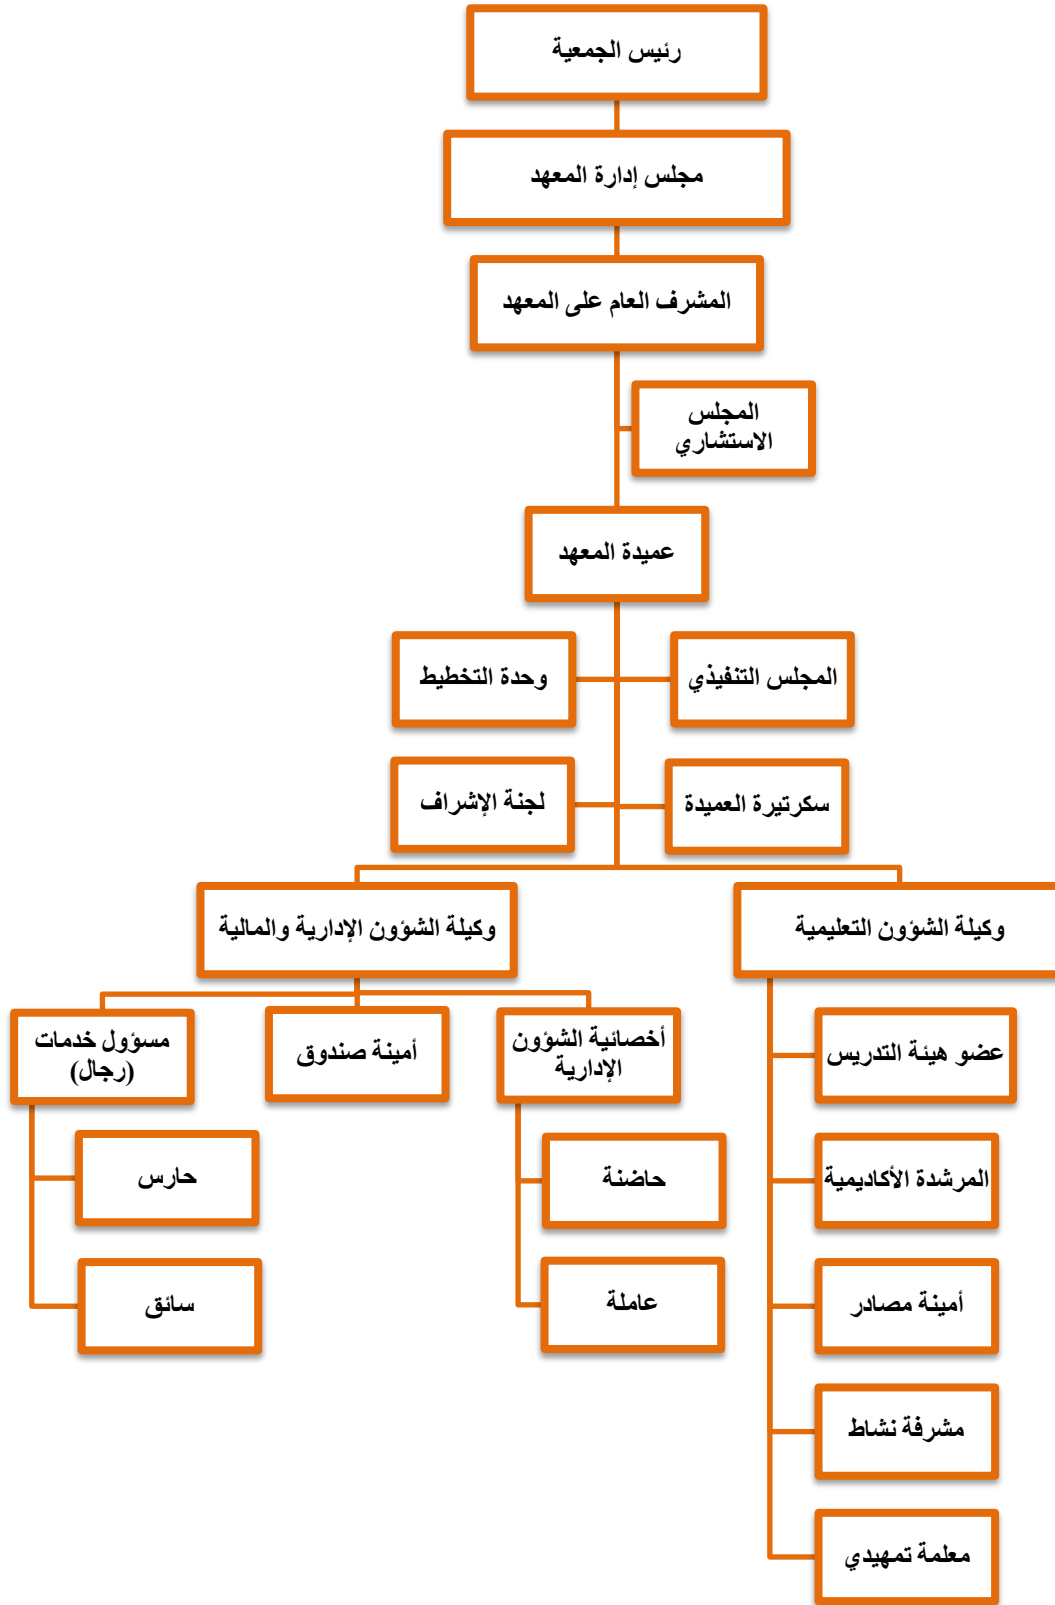 رئيس الجمعية
مجلس إدارة المعهد
المشرف العام على المعهد
المجلس
الاستشاري
عميدة المعهد
المجلس التنفيذي
وحدة التخطيط
سكرتيرة العميدة
لجنة الإشراف
وكيلة الشؤون التعليمية
وكيلة الشؤون الإدارية والمالية
عضو هيئة التدريس
المرشدة الأكاديمية
أمينة مصادر
مشرفة نشاط
معلمة تمهيدي
أخصائية الشؤون
الإدارية
حاضنة
عاملة
أمينة صندوق
مسؤول خدمات
(رجال)
حارس
سائق